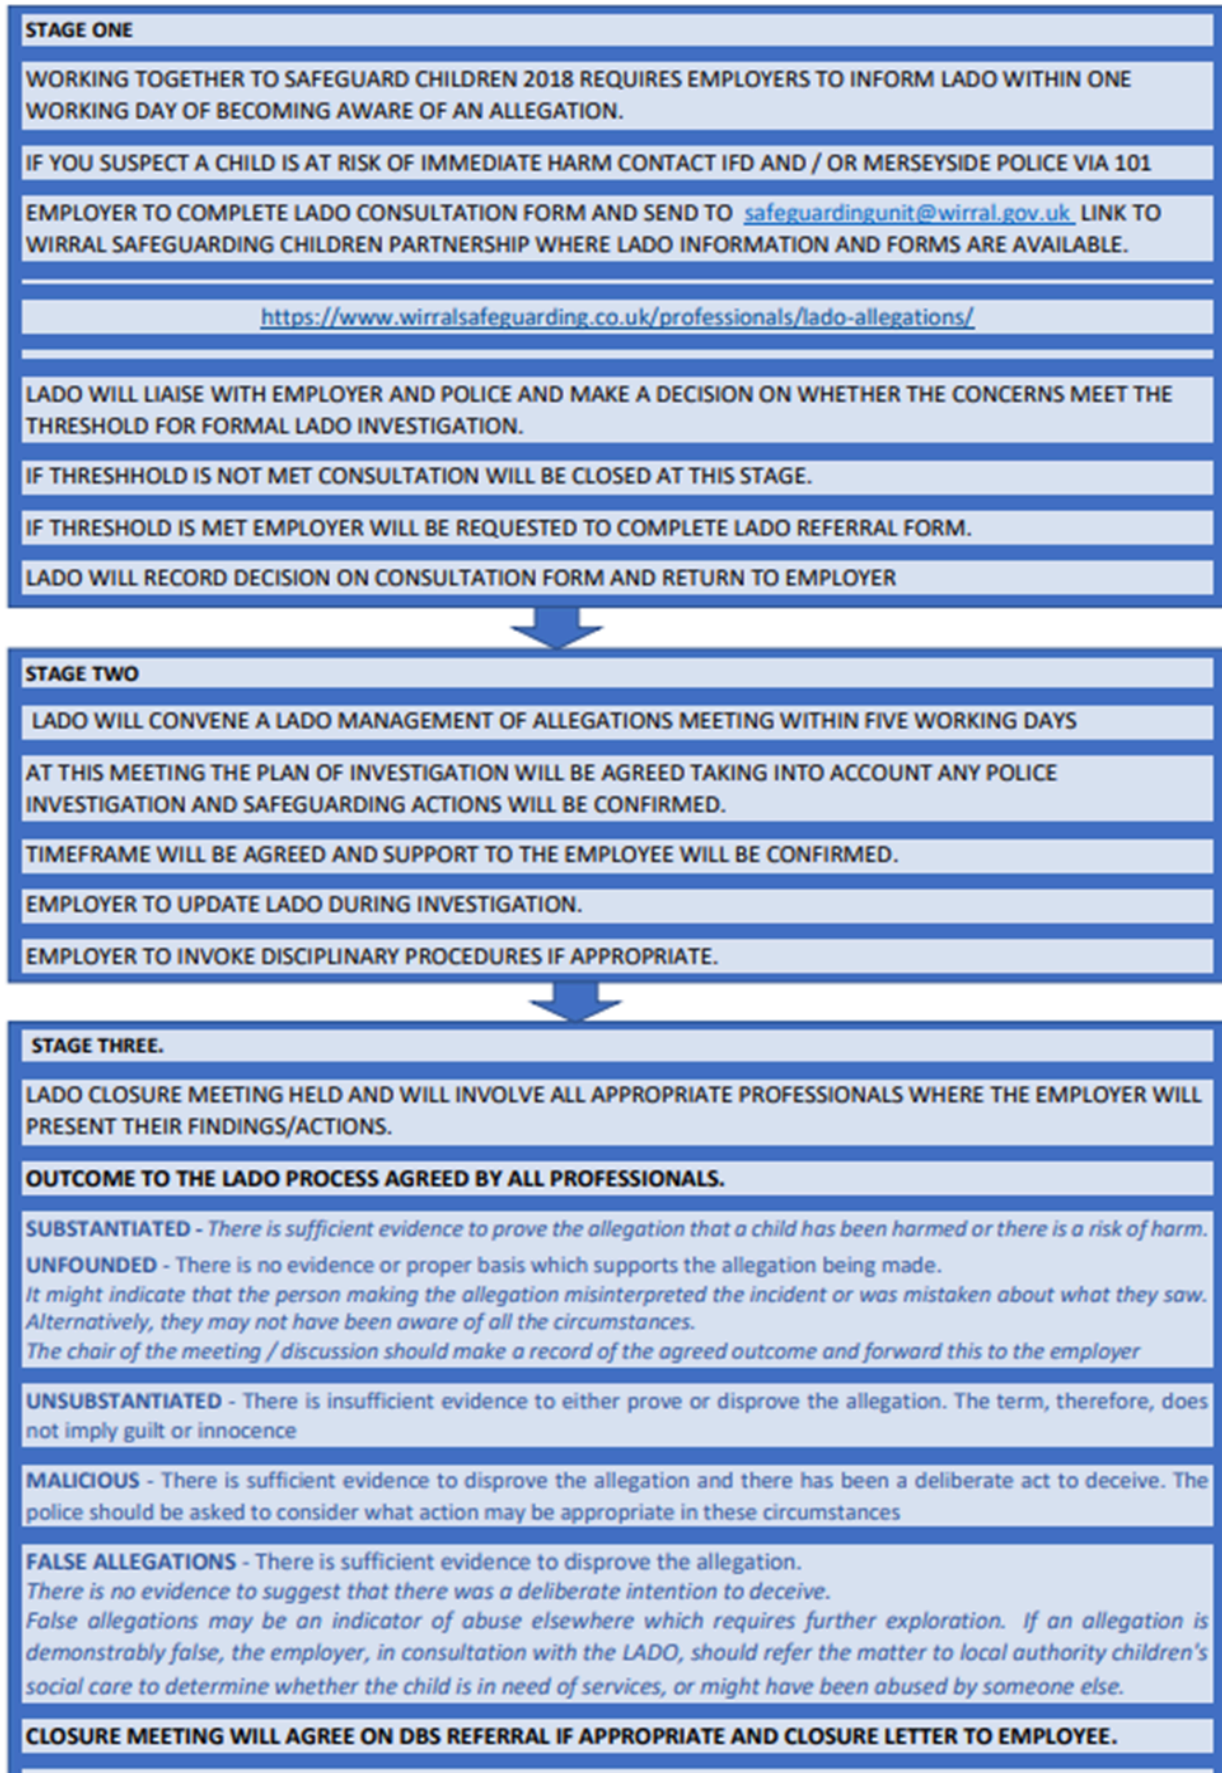 STAGE ONE
WORKING TOGETHER TO SAFEGUARD CHILDREN 2018 REQUIRES EMPLOYERS TO INFORM LADO WITHIN ONE
WORKING DAY OF BECOMING AWARE OF AN ALLEGATION.
IF YOU SUSPECT A CHILD IS AT RISK OF IMMEDIATE HARM CONTACT IFD AND / OR MERSEYSIDE POLICE VIA 101
EMPLOYER TO COMPLETE LADO CONSULTATION FORM AND SEND TO safeguardingunit@wirral.gov.uk LINK TO
WIRRAL SAFEGUARDING CHILDREN PARTNERSHIP WHERE LADO INFORMATION AND FORMS ARE AVAILABLE.
https://www.wirralsafeguarding.co.uk/professionals/lado-allegations/
LADO WILL LIAISE WITH EMPLOYER AND POLICE AND MAKE A DECISION ON WHETHER THE CONCERNS MEET THE
THRESHOLD FOR FORMAL LADO INVESTIGATION.
IF THRESHHOLD IS NOT MET CONSULTATION WILL BE CLOSED AT THIS STAGE.
IF THRESHOLD IS MET EMPLOYER WILL BE REQUESTED TO COMPLETE LADO REFERRAL FORM.
LADO WILL RECORD DECISION ON CONSULTATION FORM AND RETURN TO EMPLOYER
STAGE TWO
LADO WILL CONVENE A LADO MANAGEMENT OF ALLEGATIONS MEETING WITHIN FIVE WORKING DAYS
AT THIS MEETING THE PLAN OF INVESTIGATION WILL BE AGREED TAKING INTO ACCOUNT ANY POLICE
INVESTIGATION AND SAFEGUARDING ACTIONS WILL BE CONFIRMED.
TIMEFRAME WILL BE AGREED AND SUPPORT TO THE EMPLOYEE WILL BE CONFIRMED.
EMPLOYER TO UPDATE LADO DURING INVESTIGATION.
EMPLOYER TO INVOKE DISCIPLINARY PROCEDURES IF APPROPRIATE.
STAGE THREE.
LADO CLOSURE MEETING HELD AND WILL INVOLVE ALL APPROPRIATE PROFESSIONALS WHERE THE EMPLOYER WILL
PRESENT THEIR FINDINGS/ACTIONS.
OUTCOME TO THE LADO PROCESS AGREED BY ALL PROFESSIONALS.
SUBSTANTIATED - There is sufficient evidence to prove the allegation that a child has been harmed or there is a risk of harm.
UNFOUNDED - There is no evidence or proper basis which supports the allegation being made.
It might indicate that the person making the allegation misinterpreted the incident or was mistaken about what they saw.
Alternatively, they may not have been aware of all the circumstances.
The chair of the meeting / discussion should make a record of the agreed outcome and forward this to the employer
UNSUBSTANTIATED - There is insufficient evidence to either prove or disprove the allegation. The term, therefore, does
not imply guilt or innocence
MALICIOUS - There is sufficient evidence to disprove the allegation and there has been a deliberate act to deceive. The
police should be asked to consider what action may be appropriate in these circumstances
FALSE ALLEGATIONS - There is sufficient evidence to disprove the allegation.
There is no evidence to suggest that there was a deliberate intention to deceive.
False allegations may be an indicator of abuse elsewhere which requires further exploration. If an allegation is
demonstrably false, the employer, in consultation with the LADO, should refer the matter to local authority children's
social care to determine whether the child is in need of services, or might have been abused by someone else.
CLOSURE MEETING WILL AGREE ON DBS REFERRAL IF APPROPRIATE AND CLOSURE LETTER TO EMPLOYEE.